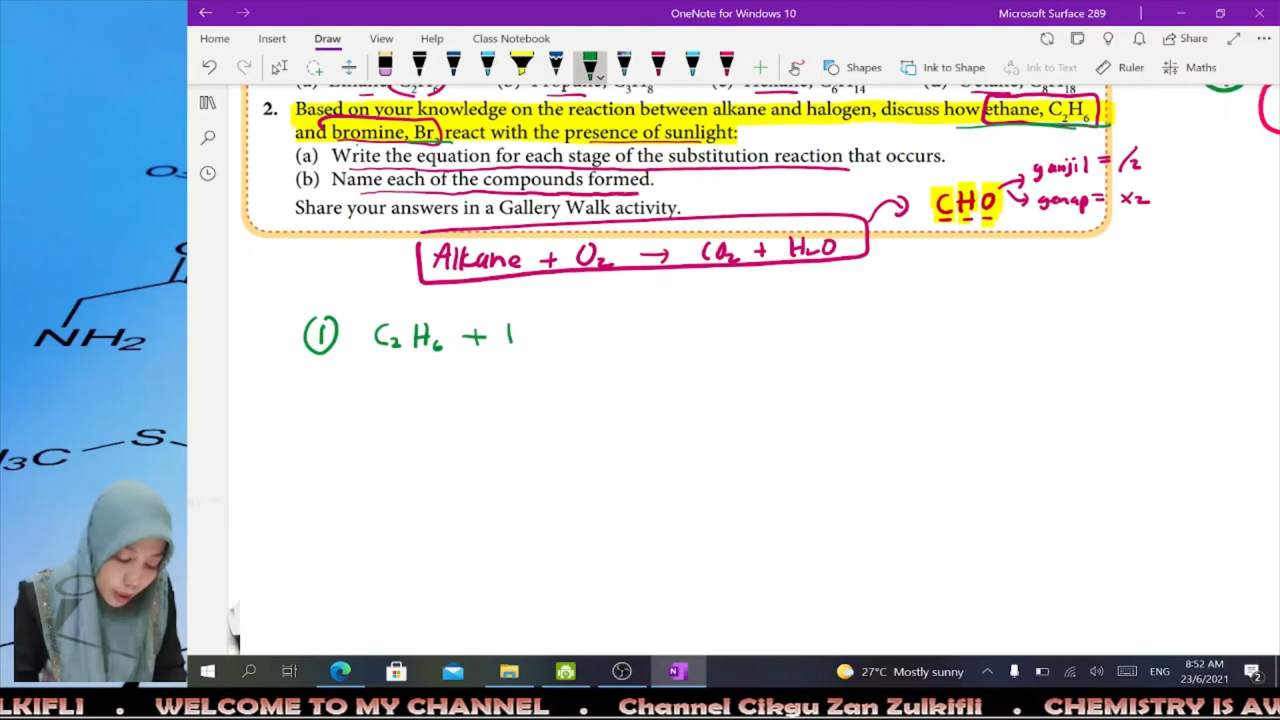 OneNote for Windows 10
Microsoft Surface 289
Home Insert Draw View Help Class Notebook
Share
Shapes Ink to Shape Ink to Text Ruler Maths
2. Based on your knowledge on the reaction between alkane and halogen, discuss how ethane, C₂H₆
and bromine, Br₂ react with the presence of sunlight:
(a) Write the equation for each stage of the substitution reaction that occurs.
(b) Name each of the compounds formed.
Share your answers in a Gallery Walk activity.
CHO
ganjil = /2
genap = x2
Alkane + O₂ → CO₂ + H₂O
① C₂H₆ + 1
NH₂
₃C S
O
27°C Mostly sunny
ENG
8:52 AM
23/6/2021
2
LKIFLI . WELCOME TO MY CHANNEL . Channel Cikgu Zan Zulkifli . CHEMISTRY IS AW